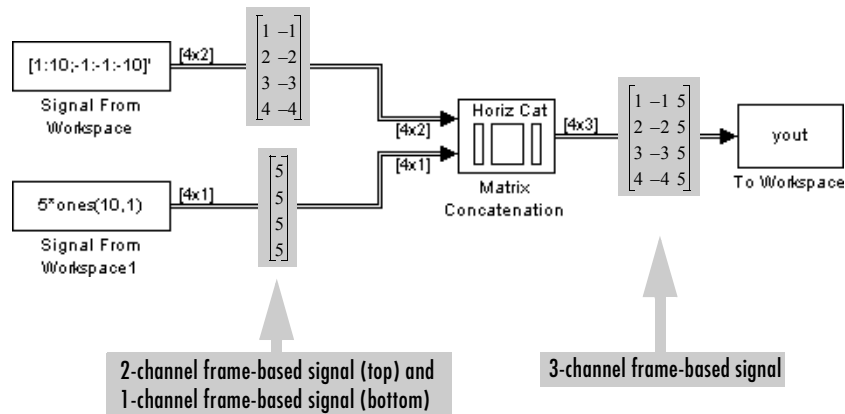 [1:10;-1:-1:-10]'
Signal From
Workspace
[4x2]
1 –1
2 –2
3 –3
4 –4
[4x2]
5*ones(10,1)
Signal From
Workspace1
[4x1]
5
5
5
5
[4x1]
Horiz Cat
Matrix
Concatenation
[4x3]
1 –1 5
2 –2 5
3 –3 5
4 –4 5
yout
To Workspace
2-channel frame-based signal (top) and
1-channel frame-based signal (bottom)
3-channel frame-based signal